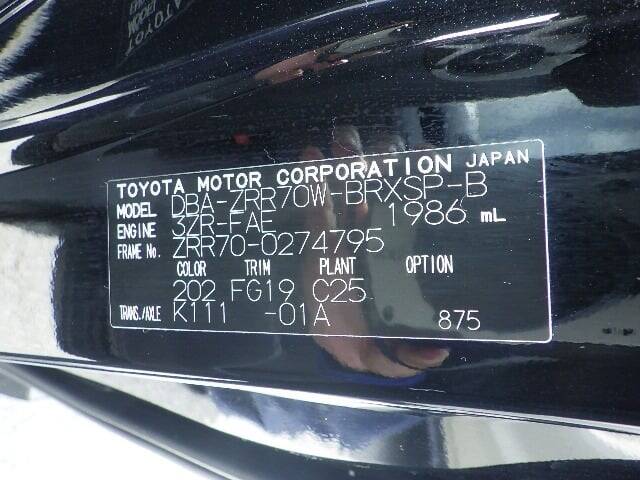 TOYOTA MOTOR CORPORATION JAPAN
MODEL DBA-ZRR70W-BRXSP-B
ENGINE 3ZR-FAE 1986 mL
FRAME No. ZRR70-0274795
COLOR TRIM PLANT OPTION
202 FG19 C25
TRANS./AXLE K111 -01A 875